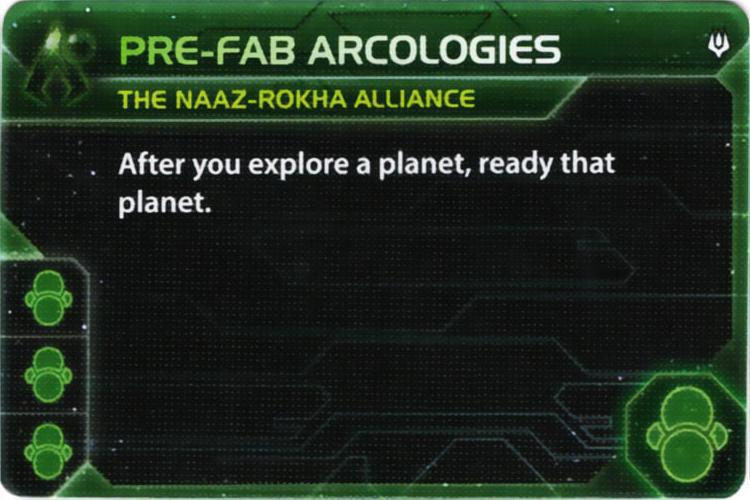 PRE-FAB ARCOLOGIES
THE NAAZ-ROKHA ALLIANCE
After you explore a planet, ready that
planet.